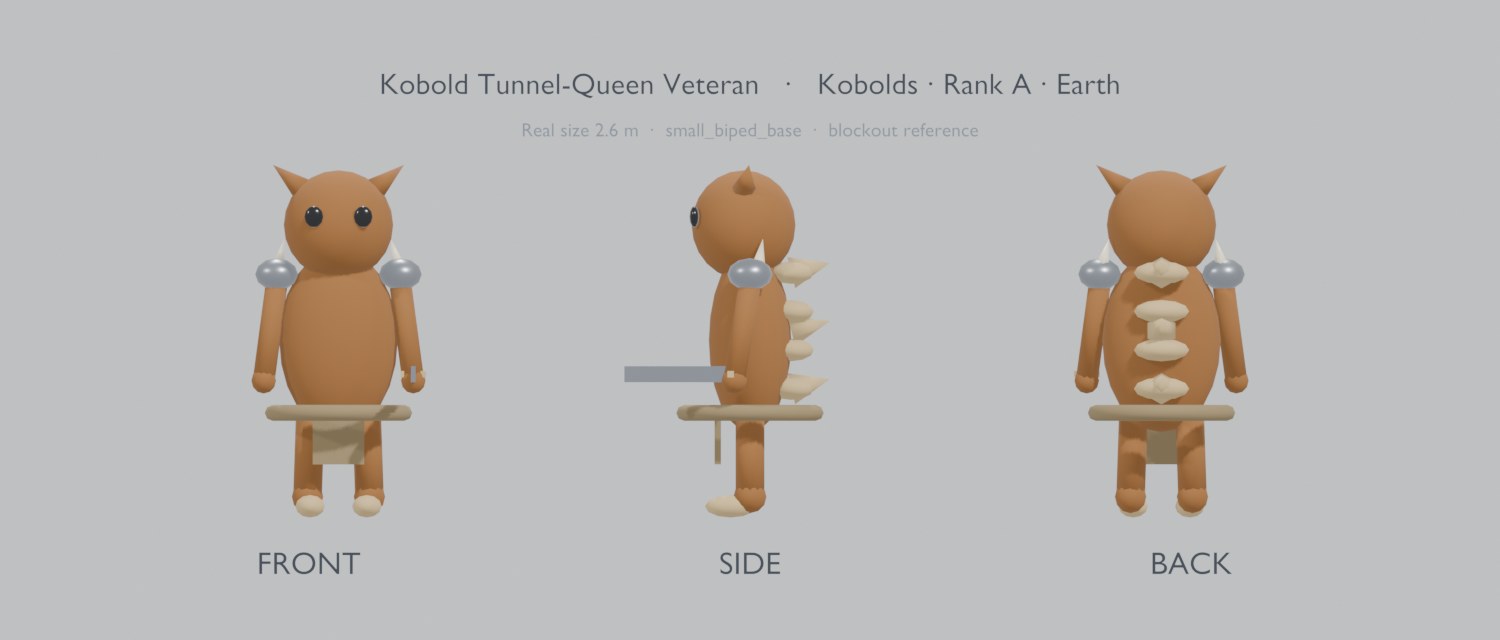 Kobold Tunnel-Queen Veteran · Kobolds · Rank A · Earth
Real size 2.6 m · small_biped_base · blockout reference
FRONT SIDE BACK